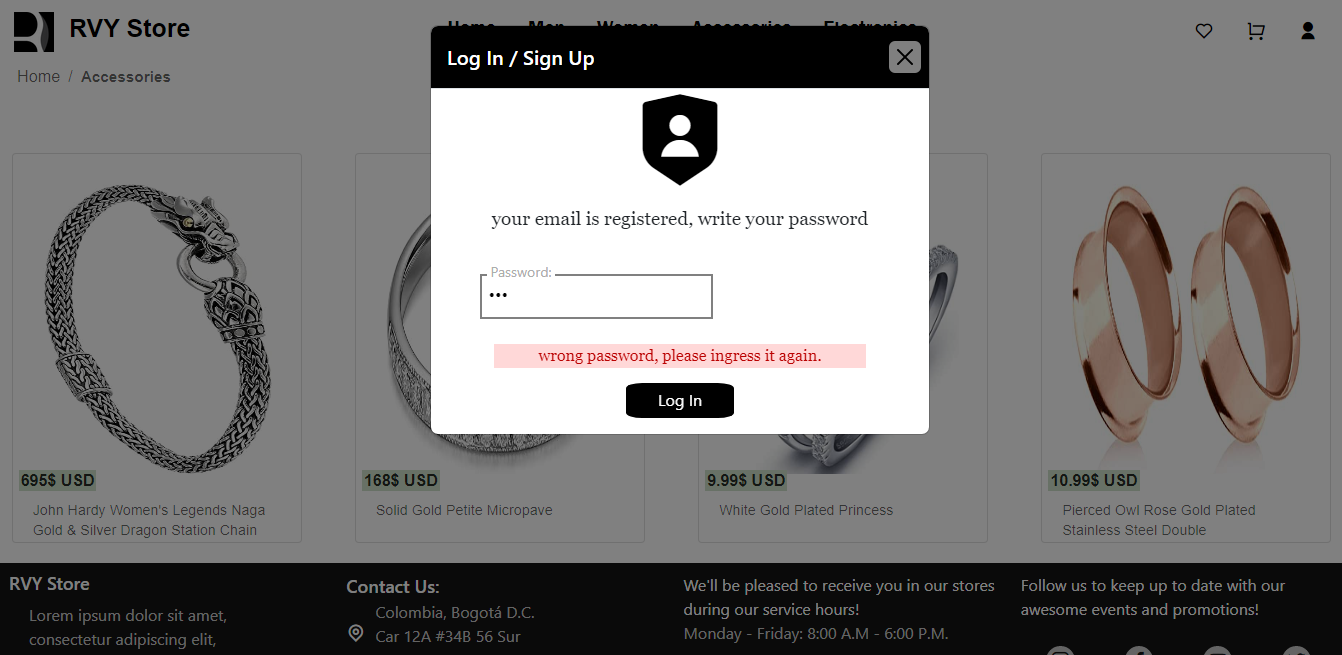 RVY Store
Home Men Women Accessories Electronics
Log In / Sign Up
Home / Accessories
your email is registered, write your password
Password:
•••
wrong password, please ingress it again.
Log In
695$ USD
168$ USD
9.99$ USD
10.99$ USD
John Hardy Women's Legends Naga
Gold & Silver Dragon Station Chain
Solid Gold Petite Micropave
White Gold Plated Princess
Pierced Owl Rose Gold Plated
Stainless Steel Double
RVY Store
Lorem ipsum dolor sit amet,
consectetur adipiscing elit,
Contact Us:
Colombia, Bogotá D.C.
Car 12A #34B 56 Sur
We'll be pleased to receive you in our stores
during our service hours!
Monday - Friday: 8:00 A.M - 6:00 P.M.
Follow us to keep up to date with our
awesome events and promotions!